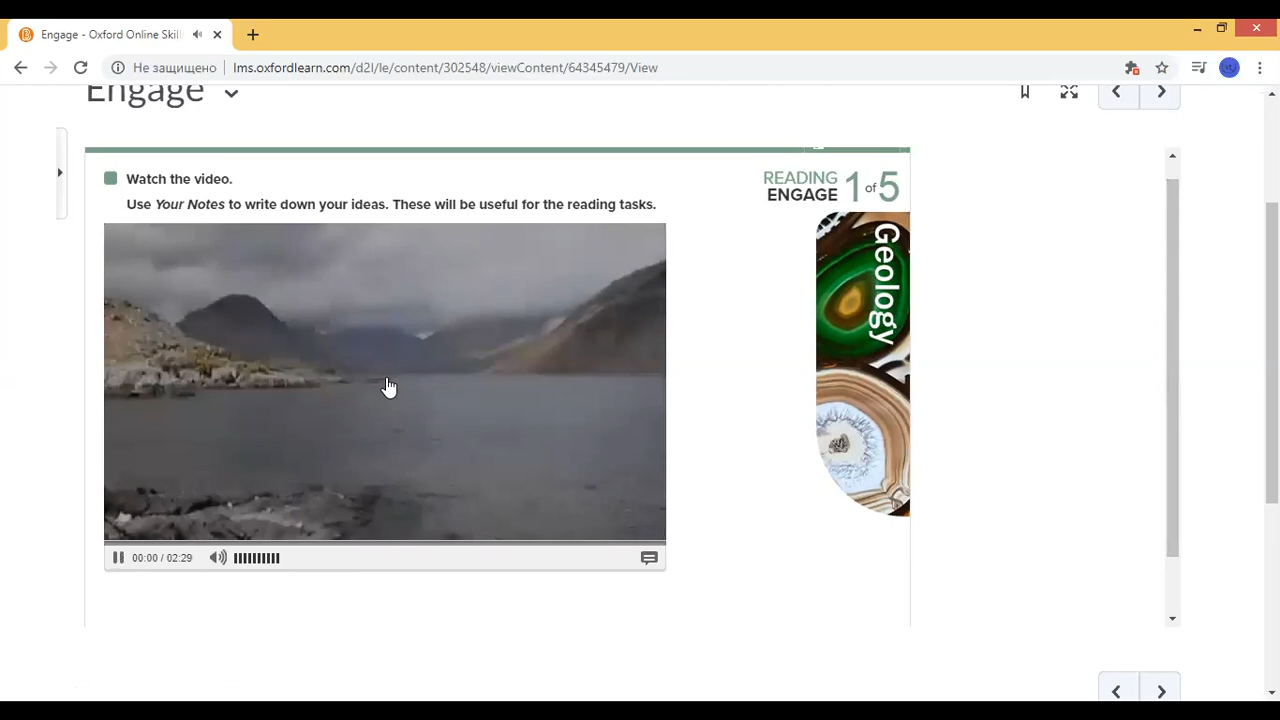 Engage - Oxford Online Skill
Не защищено
lms.oxfordlearn.com/d2l/le/content/302548/viewContent/64345479/View
Engage
Watch the video.
Use Your Notes to write down your ideas. These will be useful for the reading tasks.
READING
ENGAGE
1 of 5
Geology
00:00 / 02:29